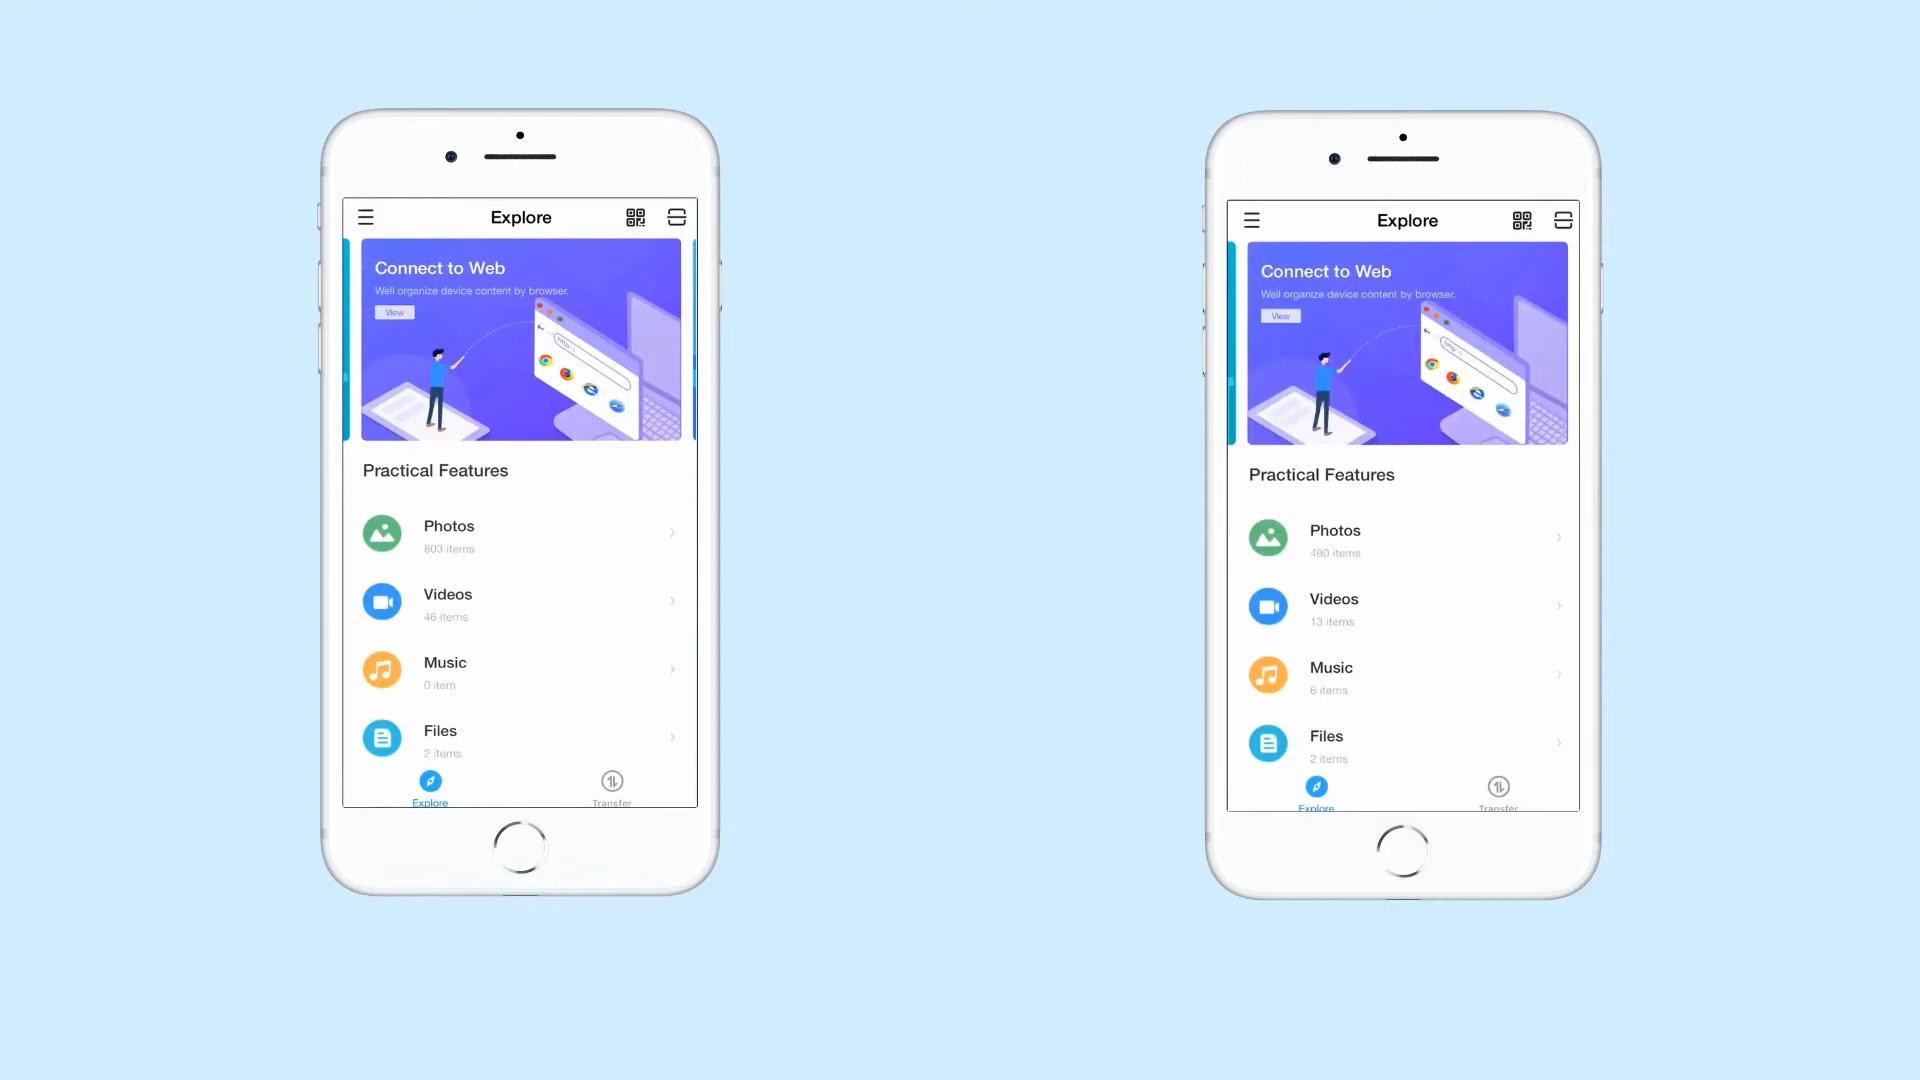 Explore
Connect to Web
Well organize device content by browser.
View
http://
Practical Features
Photos
803 items
Videos
46 items
Music
0 item
Files
2 items
Explore
Transfer
Explore
Connect to Web
Well organize device content by browser.
View
http://
Practical Features
Photos
490 items
Videos
13 items
Music
6 items
Files
2 items
Explore
Transfer